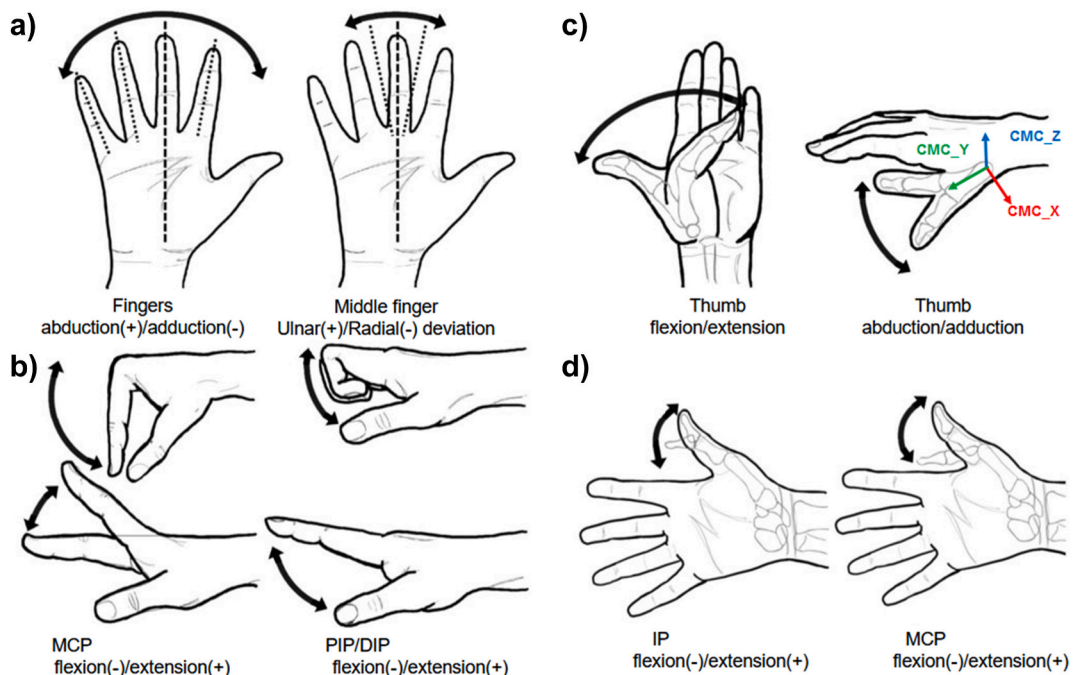 a)
Fingers
abduction(+)/adduction(-)
Middle finger
Ulnar(+)/Radial(-) deviation
b)
MCP
flexion(-)/extension(+)
PIP/DIP
flexion(-)/extension(+)
c)
Thumb
flexion/extension
CMC_Y
CMC_Z
CMC_X
Thumb
abduction/adduction
d)
IP
flexion(-)/extension(+)
MCP
flexion(-)/extension(+)